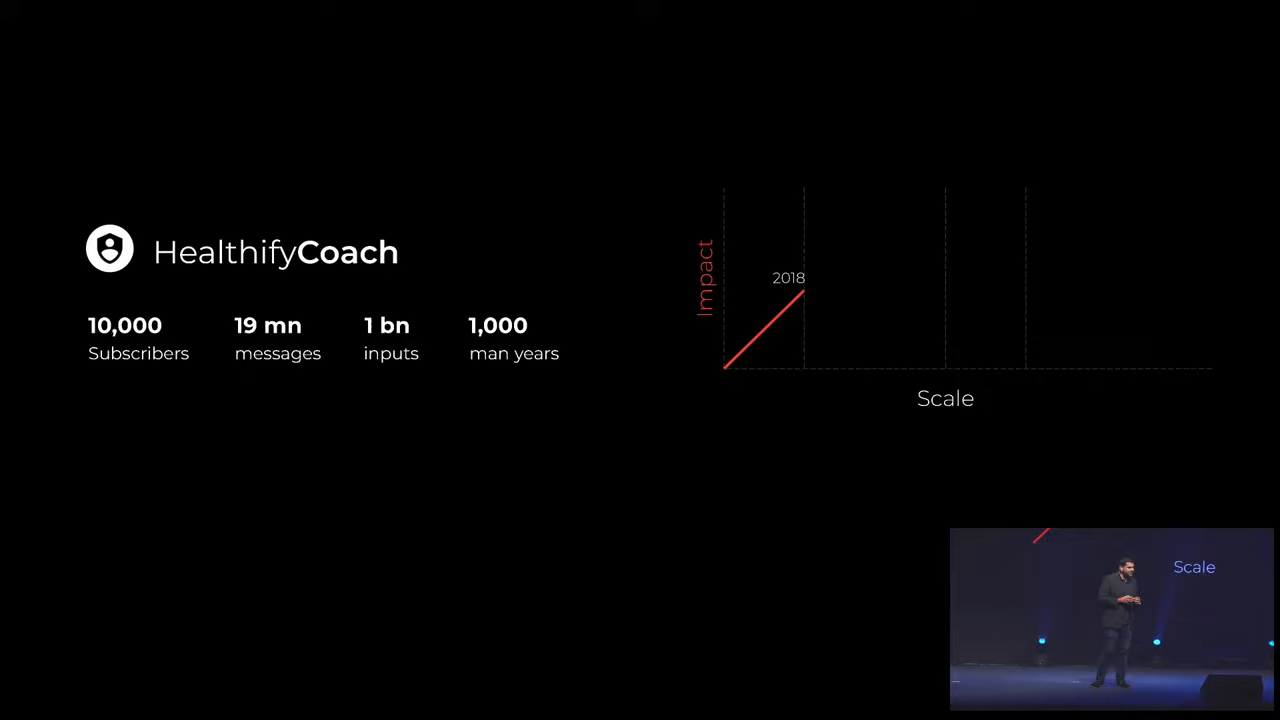 HealthifyCoach
10,000 19 mn 1 bn 1,000
Subscribers messages inputs man years
Impact
2018
Scale
Scale